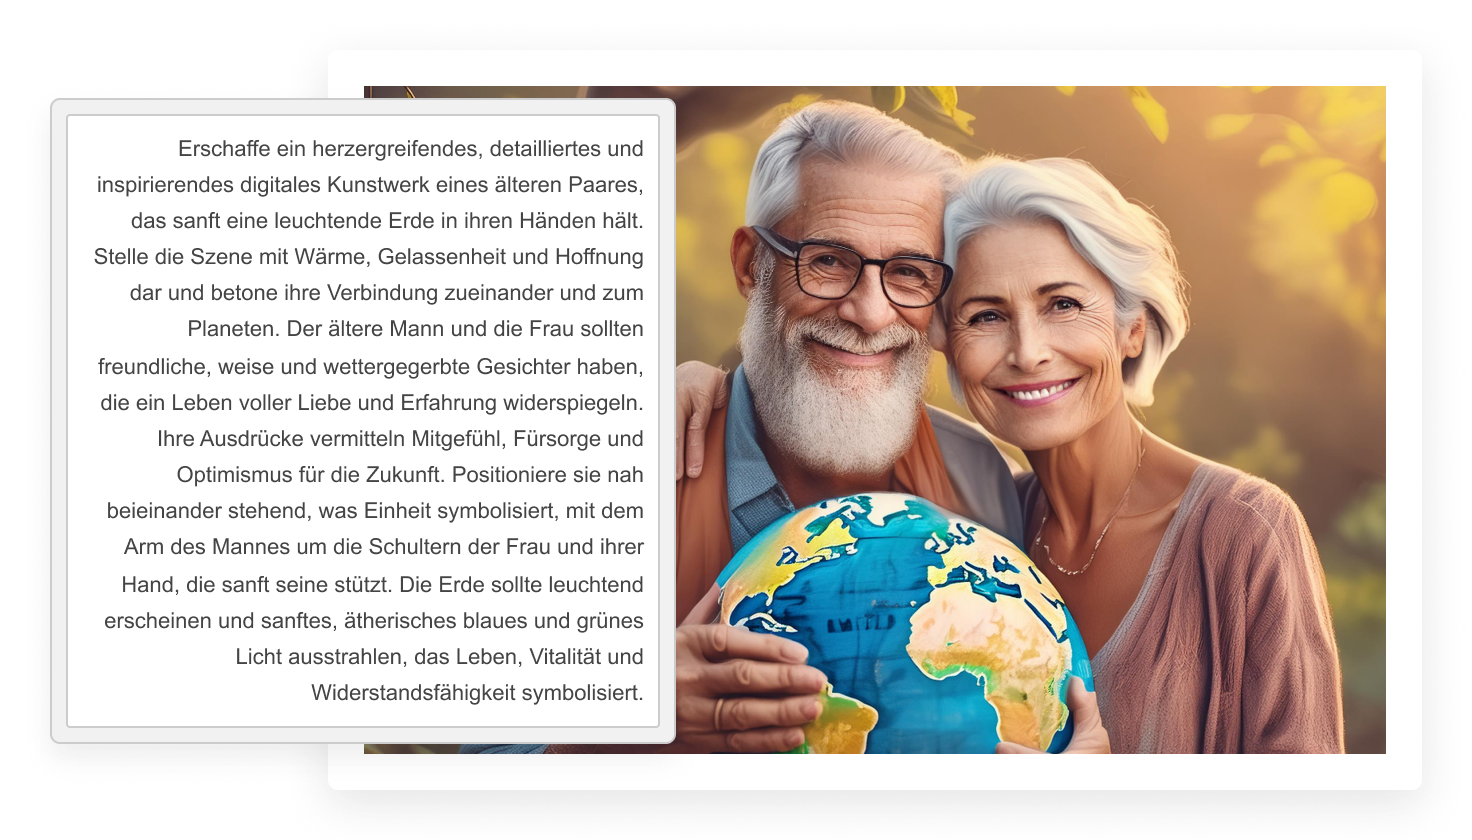 Erschaffe ein herzergreifendes, detailliertes und
inspirierendes digitales Kunstwerk eines älteren Paares,
das sanft eine leuchtende Erde in ihren Händen hält.
Stelle die Szene mit Wärme, Gelassenheit und Hoffnung
dar und betone ihre Verbindung zueinander und zum
Planeten. Der ältere Mann und die Frau sollten
freundliche, weise und wettergegerbte Gesichter haben,
die ein Leben voller Liebe und Erfahrung widerspiegeln.
Ihre Ausdrücke vermitteln Mitgefühl, Fürsorge und
Optimismus für die Zukunft. Positioniere sie nah
beieinander stehend, was Einheit symbolisiert, mit dem
Arm des Mannes um die Schultern der Frau und ihrer
Hand, die sanft seine stützt. Die Erde sollte leuchtend
erscheinen und sanftes, ätherisches blaues und grünes
Licht ausstrahlen, das Leben, Vitalität und
Widerstandsfähigkeit symbolisiert.